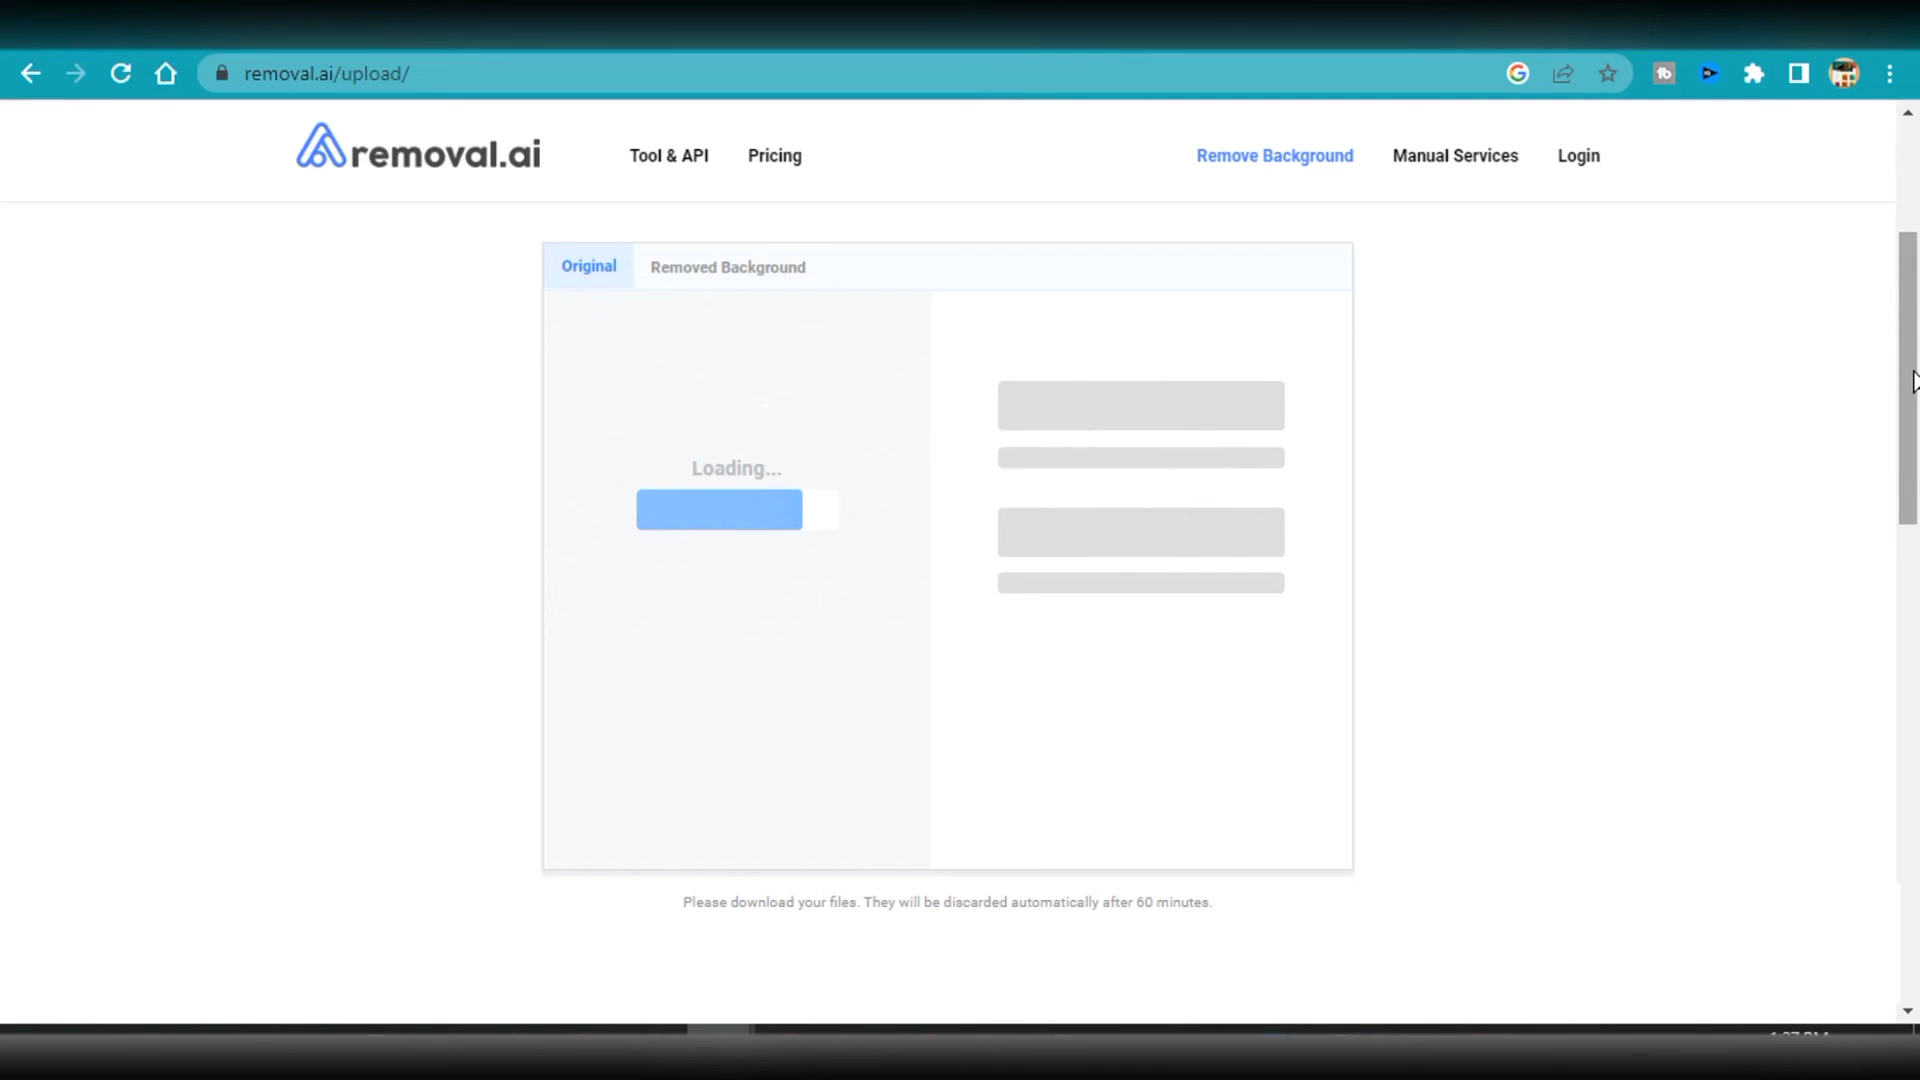 removal.ai/upload/
removal.ai
Tool & API
Pricing
Remove Background
Manual Services
Login
Original
Removed Background
Loading...
Please download your files. They will be discarded automatically after 60 minutes.